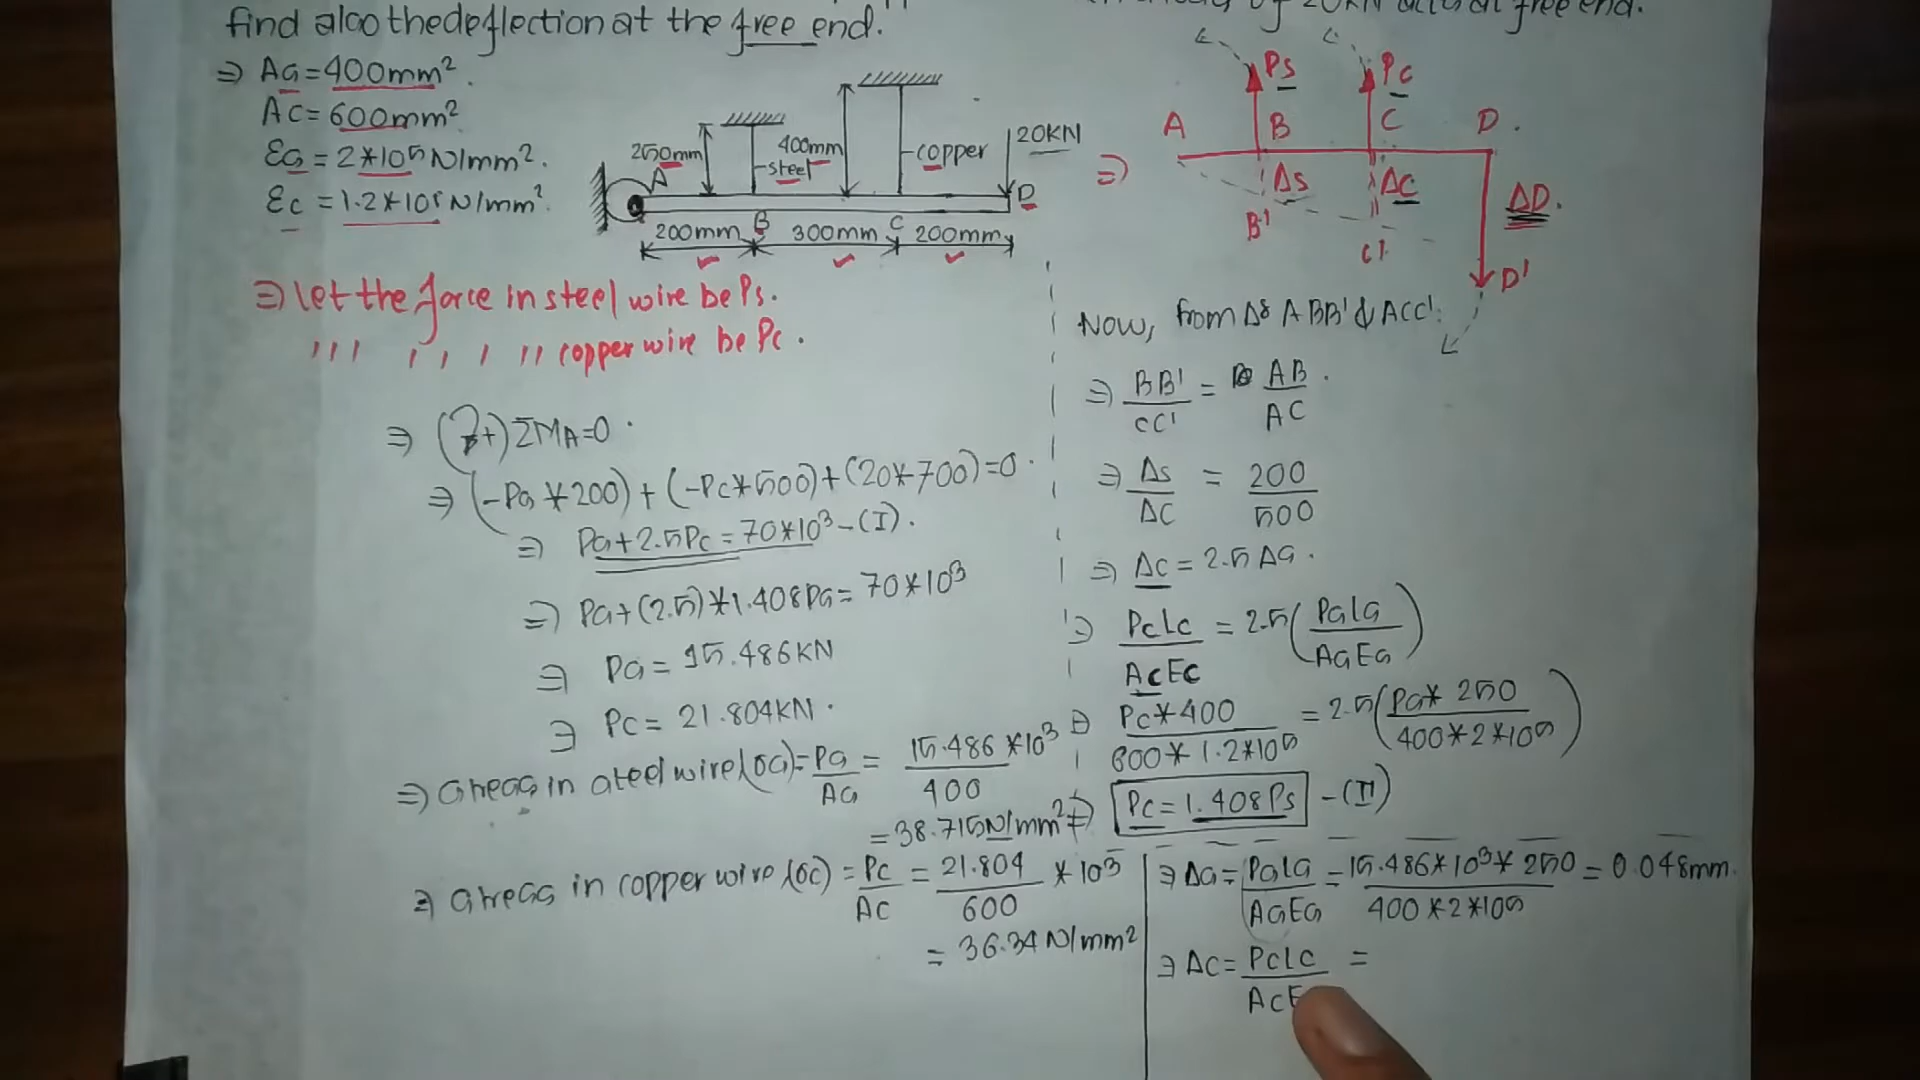 find also the deflection at the free end."
of 20KN acts at free end.
⇒ As=400mm².
Ac=600mm²
Es=2*10⁵N/mm².
Ec=1.2*10⁵N/mm².
250mm
A
steel
400mm
copper
20KN
D
200mm B 300mm C 200mm
⇒
Ps Pc
A B C D.
Δs Δc ΔD.
B' C' D'
⇒ let the force in steel wire be Ps.
''' ' ' ' '' copper wire be Pc.
⇒ (+) ΣMA=0.
⇒ (-Ps*200)+(-Pc*500)+(20*700)=0.
⇒ Ps+2.5Pc=70*10³-(I).
⇒ Ps+(2.5)*1.408Ps=70*10³
⇒ Ps=15.486KN
⇒ Pc=21.804KN.
⇒ stress in steel wire(σs)=Ps/As=15.486*10³/400
=38.715N/mm²
⇒ stress in copper wire(σc)=Pc/Ac=21.804/600*10³
=36.34N/mm²
Now, from Δs ABB' & ACC':
⇒ BB'/CC'=AB/AC.
⇒ Δs/Δc=200/500
⇒ Δc=2.5Δs.
⇒ PcLc/AcEc=2.5(PsLs/AsEs)
⇒ Pc*400/600*1.2*10⁵=2.5(Ps*250/400*2*10⁵)
⇒ Pc=1.408Ps-(II)
⇒ Δs=PsLs/AsEs=15.486*10³*250/400*2*10⁵=0.048mm.
⇒ Δc=PcLc/AcE=